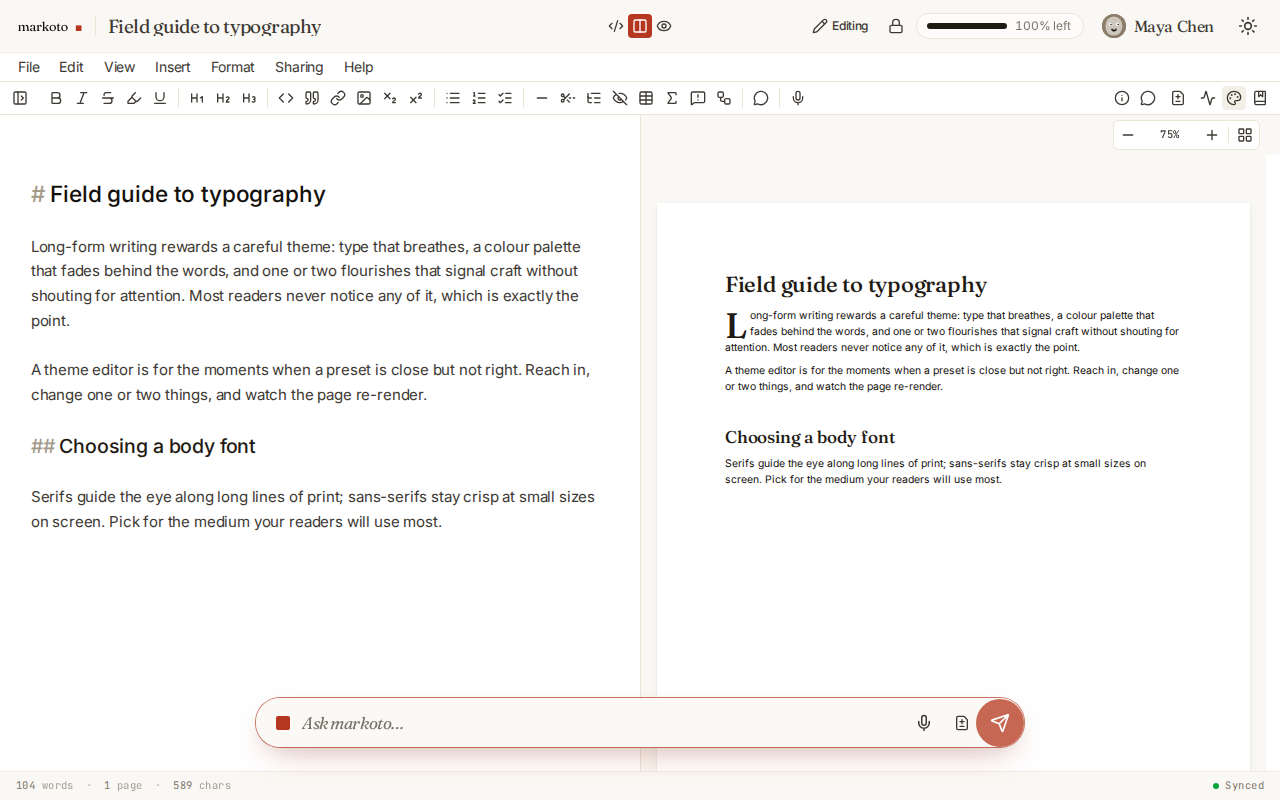 markoto
Field guide to typography
Editing
100% left
Maya Chen
File Edit View Insert Format Sharing Help
H1 H2 H3
75%
# Field guide to typography
Long-form writing rewards a careful theme: type that breathes, a colour palette
that fades behind the words, and one or two flourishes that signal craft without
shouting for attention. Most readers never notice any of it, which is exactly the
point.
A theme editor is for the moments when a preset is close but not right. Reach in,
change one or two things, and watch the page re-render.
## Choosing a body font
Serifs guide the eye along long lines of print; sans-serifs stay crisp at small sizes
on screen. Pick for the medium your readers will use most.
Field guide to typography
Long-form writing rewards a careful theme: type that breathes, a colour palette that
fades behind the words, and one or two flourishes that signal craft without shouting for
attention. Most readers never notice any of it, which is exactly the point.
A theme editor is for the moments when a preset is close but not right. Reach in, change one
or two things, and watch the page re-render.
Choosing a body font
Serifs guide the eye along long lines of print; sans-serifs stay crisp at small sizes on
screen. Pick for the medium your readers will use most.
Ask markoto...
104 words · 1 page · 589 chars
Synced